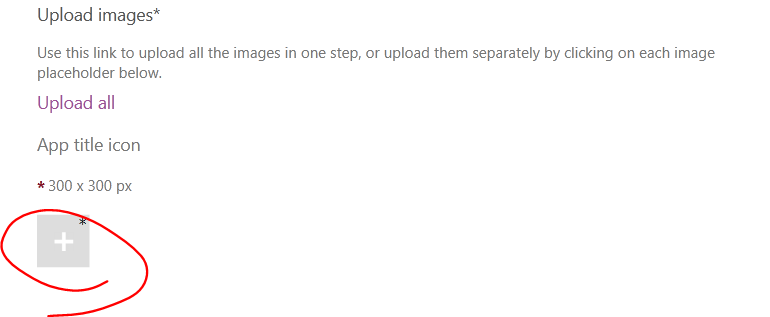 Upload images*
Use this link to upload all the images in one step, or upload them separately by clicking on each image
placeholder below.
Upload all
App title icon
* 300 x 300 px
*
+